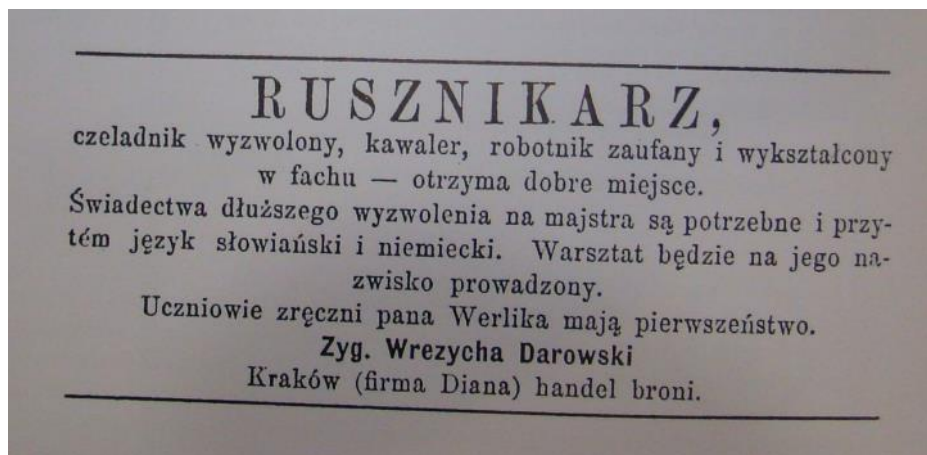 RUSZNIKARZ,
czeladnik wyzwolony, kawaler, robotnik zaufany i wykształcony
w fachu — otrzyma dobre miejsce.
Świadectwa dłuższego wyzwolenia na majstra są potrzebne i przy-
tém język słowiański i niemiecki. Warsztat będzie na jego na-
zwisko prowadzony.
Uczniowie zręczni pana Werlika mają pierwszeństwo.
Zyg. Wrezycha Darowski
Kraków (firma Diana) handel broni.